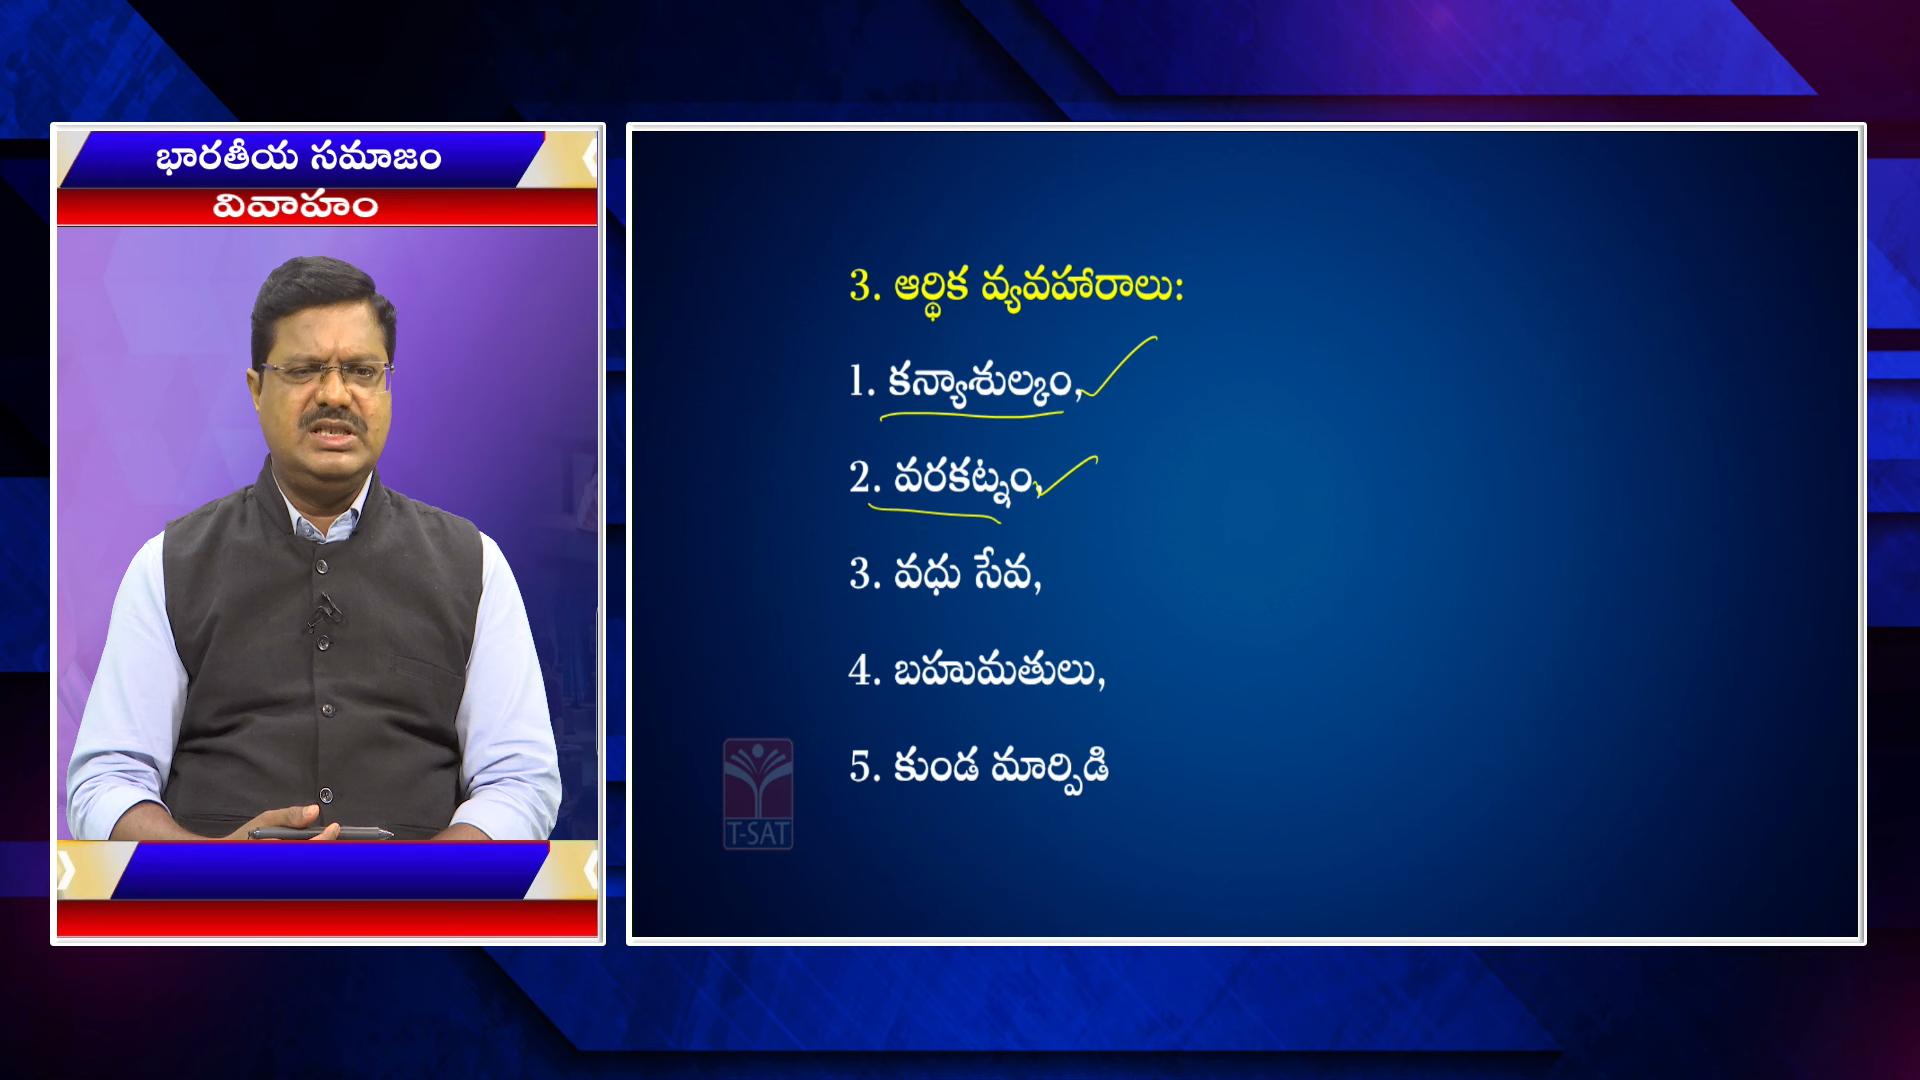 భారతీయ సమాజం
వివాహం
3. ఆర్థిక వ్యవహారాలు:
1. కన్యాశుల్కం,
2. వరకట్నం,
3. వధు సేవ,
4. బహుమతులు,
5. కుండ మార్పిడి
T-SAT